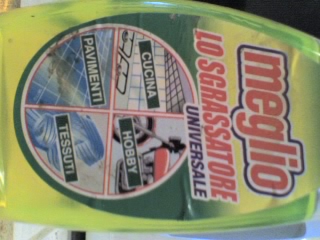 meglio
LO SGRASSATORE
UNIVERSALE
CUCINA
HOBBY
PAVIMENTI
TESSUTI